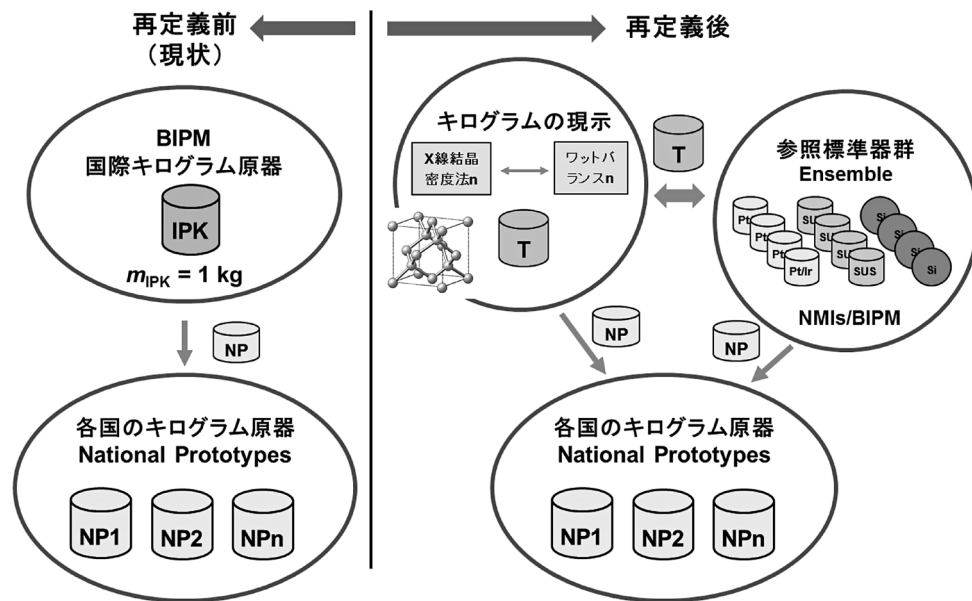 再定義前
(現状)
BIPM
国際キログラム原器
IPK
mIPK = 1 kg
NP
各国のキログラム原器
National Prototypes
NP1 NP2 NPn
再定義後
キログラムの現示
X線結晶
密度法n
ワットバ
ランスn
T
T
参照標準器群
Ensemble
Pt/Ir
SUS
SUS
Si
Si
Si
Si
NMIs/BIPM
NP
NP
各国のキログラム原器
National Prototypes
NP1 NP2 NPn